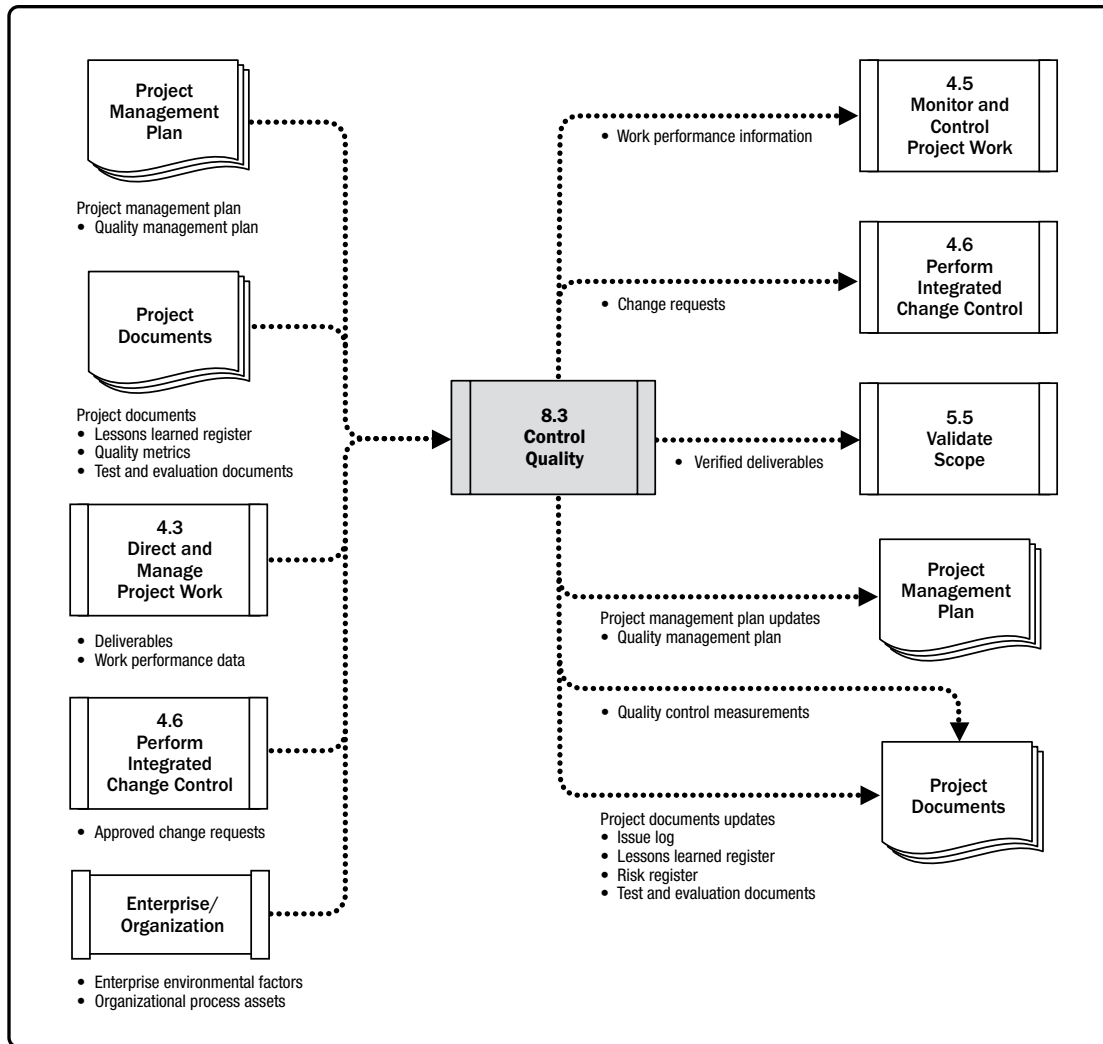 Project
Management
Plan
Project management plan
• Quality management plan
Project
Documents
Project documents
• Lessons learned register
• Quality metrics
• Test and evaluation documents
4.3
Direct and
Manage
Project Work
• Deliverables
• Work performance data
4.6
Perform
Integrated
Change Control
• Approved change requests
Enterprise/
Organization
• Enterprise environmental factors
• Organizational process assets
8.3
Control
Quality
• Work performance information
4.5
Monitor and
Control
Project Work
• Change requests
4.6
Perform
Integrated
Change Control
• Verified deliverables
5.5
Validate
Scope
Project management plan updates
• Quality management plan
Project
Management
Plan
• Quality control measurements
Project
Documents
Project documents updates
• Issue log
• Lessons learned register
• Risk register
• Test and evaluation documents